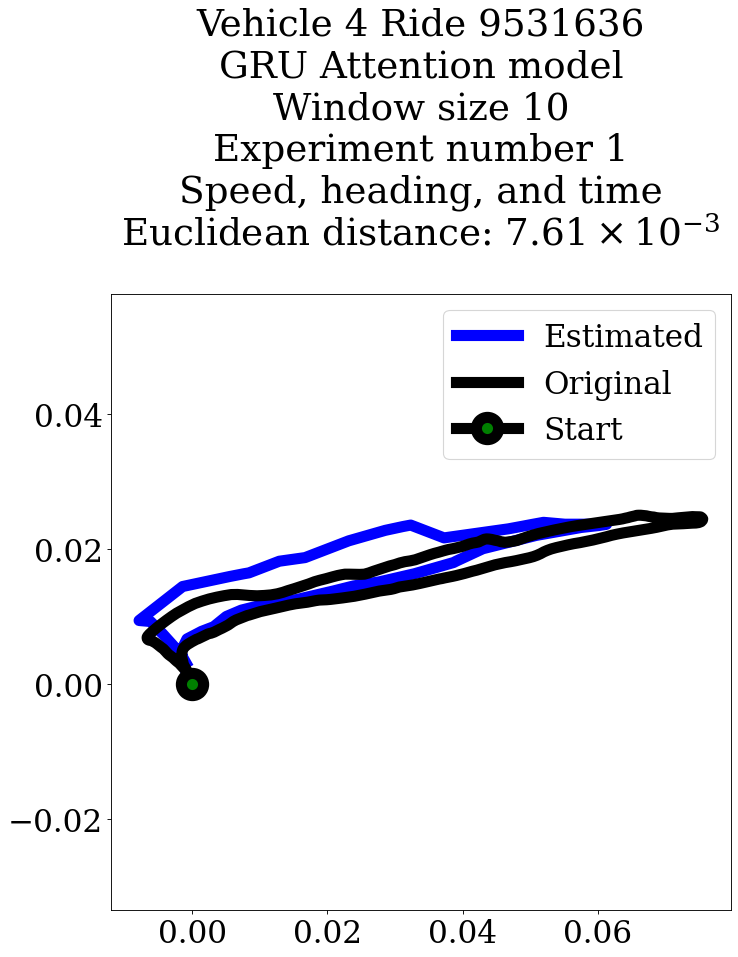 Vehicle 4 Ride 9531636
GRU Attention model
Window size 10
Experiment number 1
Speed, heading, and time
Euclidean distance: 7.61 × 10⁻³
Estimated
Original
Start
0.04
0.02
0.00
−0.02
0.00 0.02 0.04 0.06